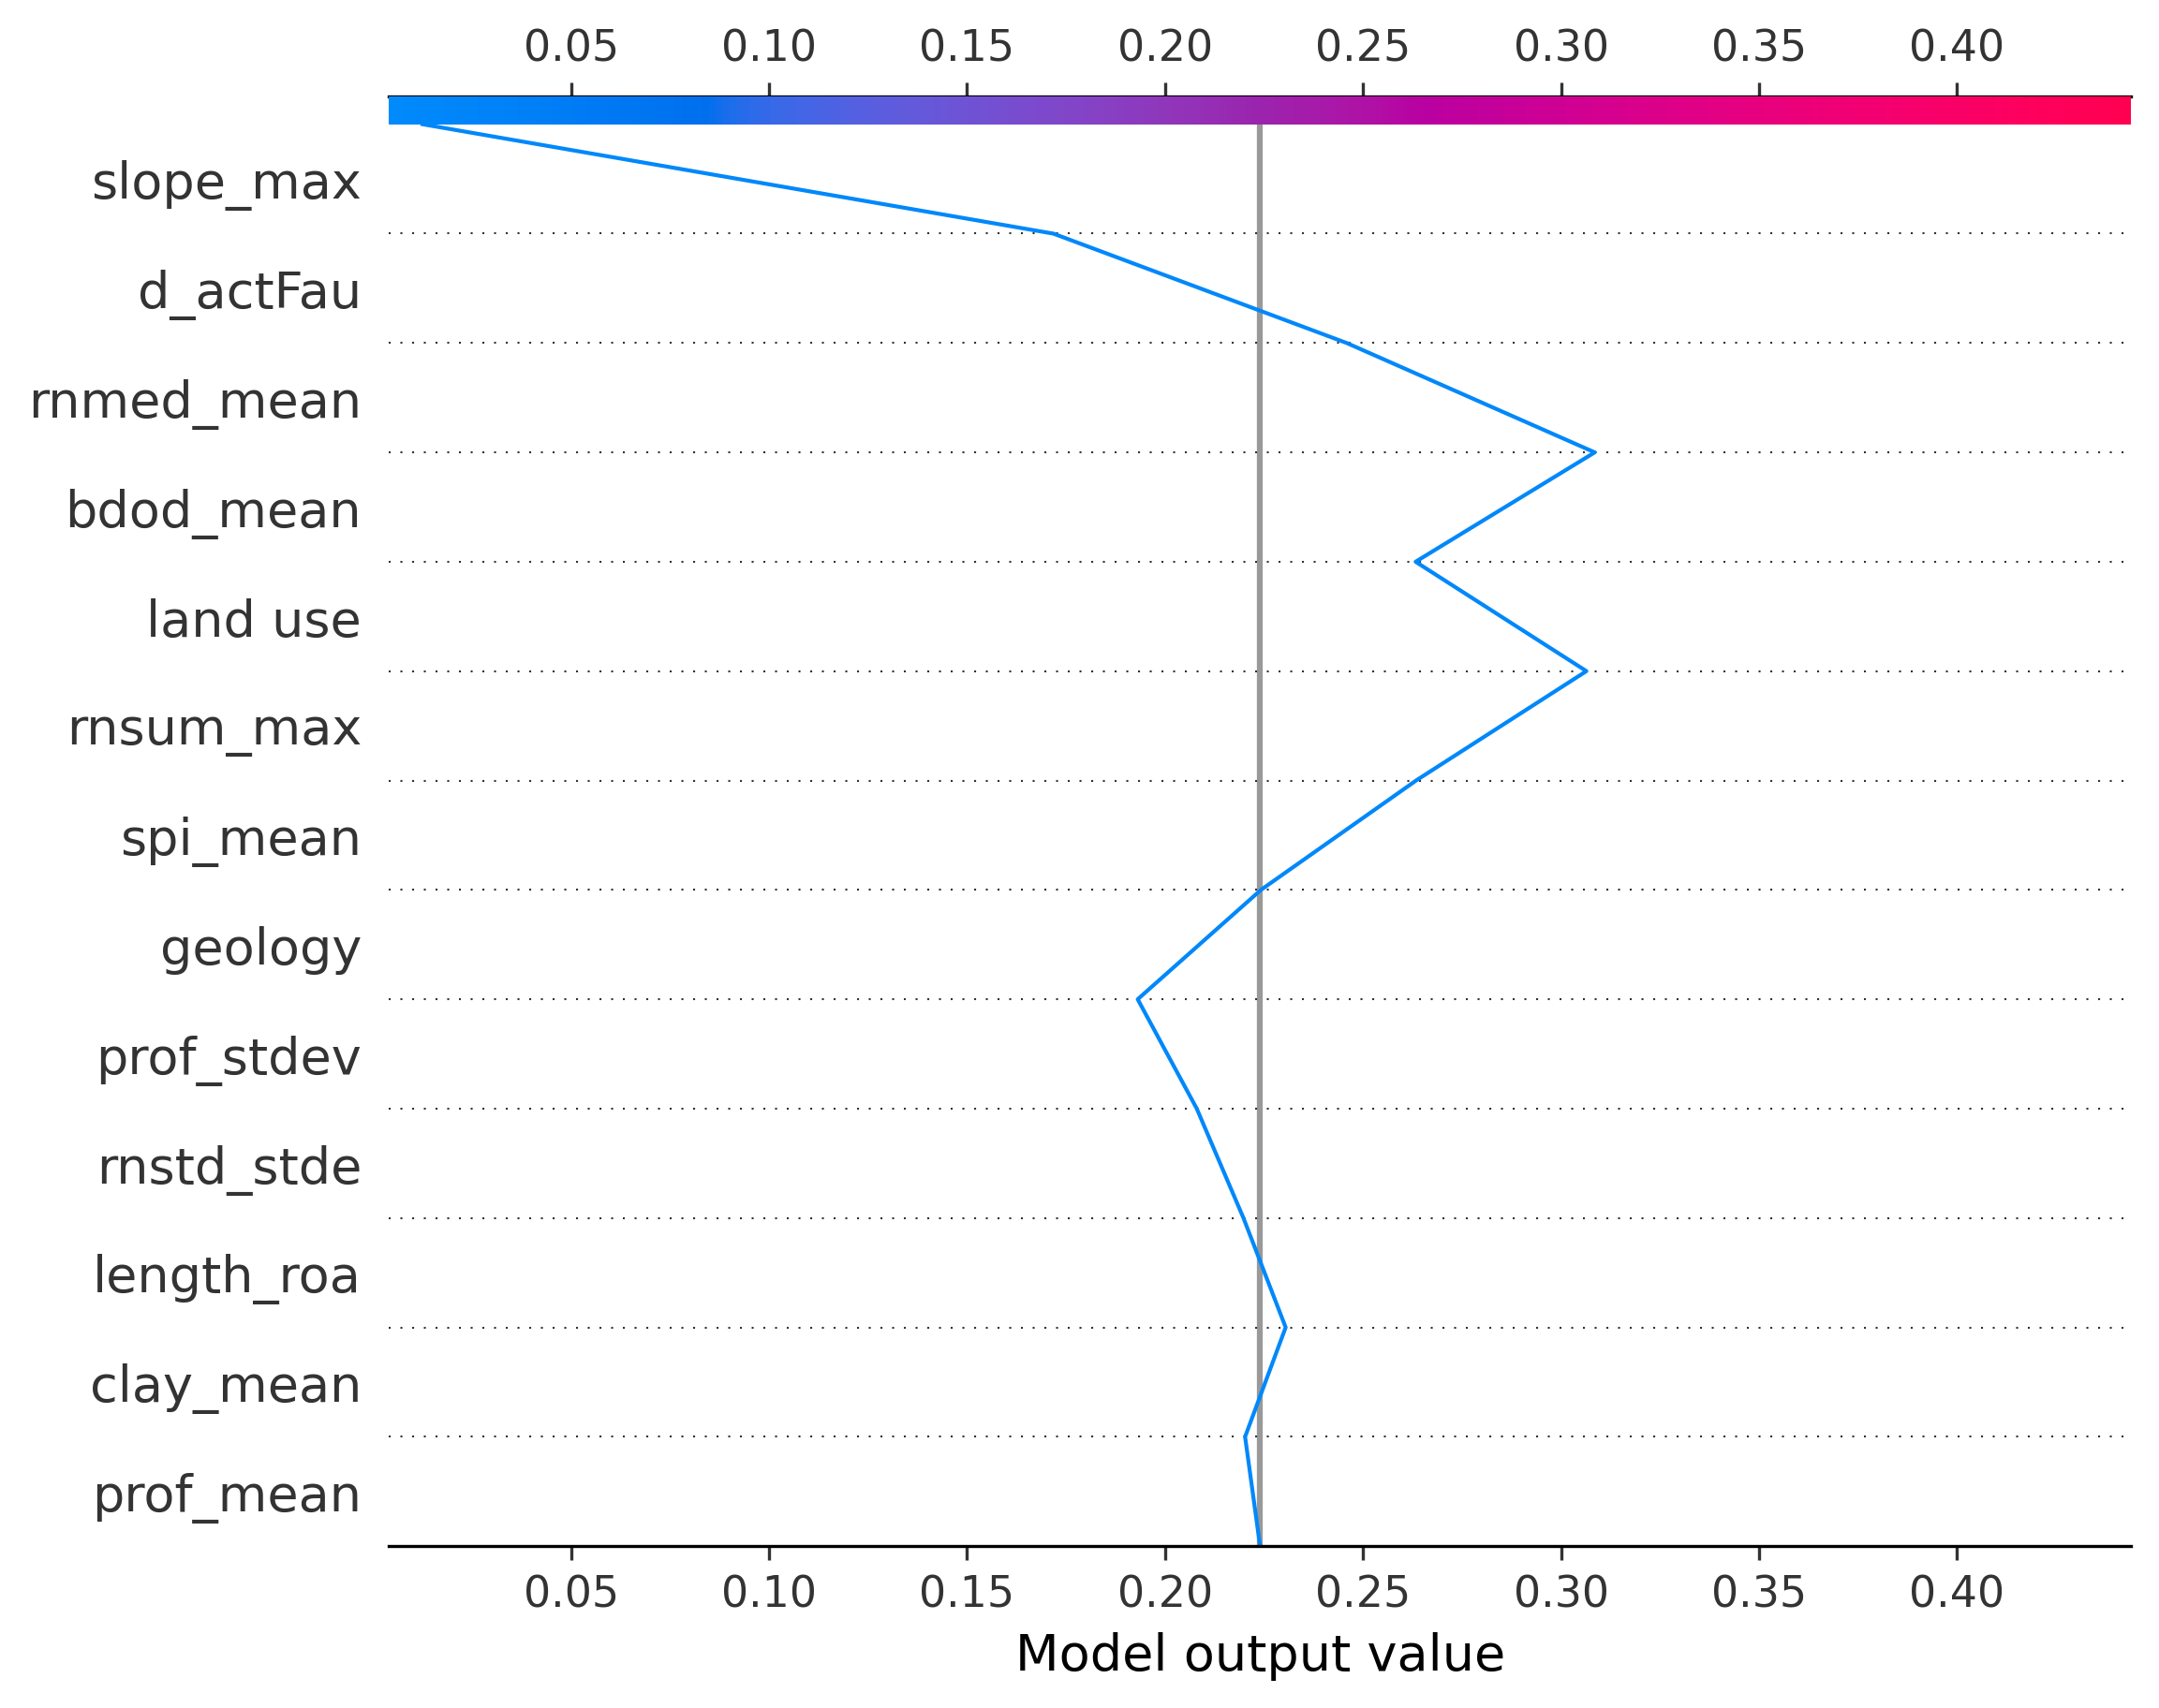 0.05 0.10 0.15 0.20 0.25 0.30 0.35 0.40
slope_max
d_actFau
rnmed_mean
bdod_mean
land use
rnsum_max
spi_mean
geology
prof_stdev
rnstd_stde
length_roa
clay_mean
prof_mean
0.05 0.10 0.15 0.20 0.25 0.30 0.35 0.40
Model output value